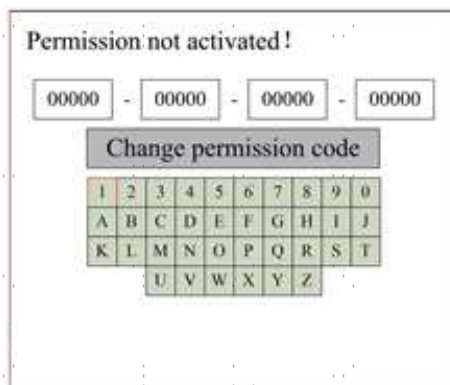 Permission not activated!
00000 - 00000 - 00000 - 00000
Change permission code
1 2 3 4 5 6 7 8 9 0
A B C D E F G H I J
K L M N O P Q R S T
U V W X Y Z